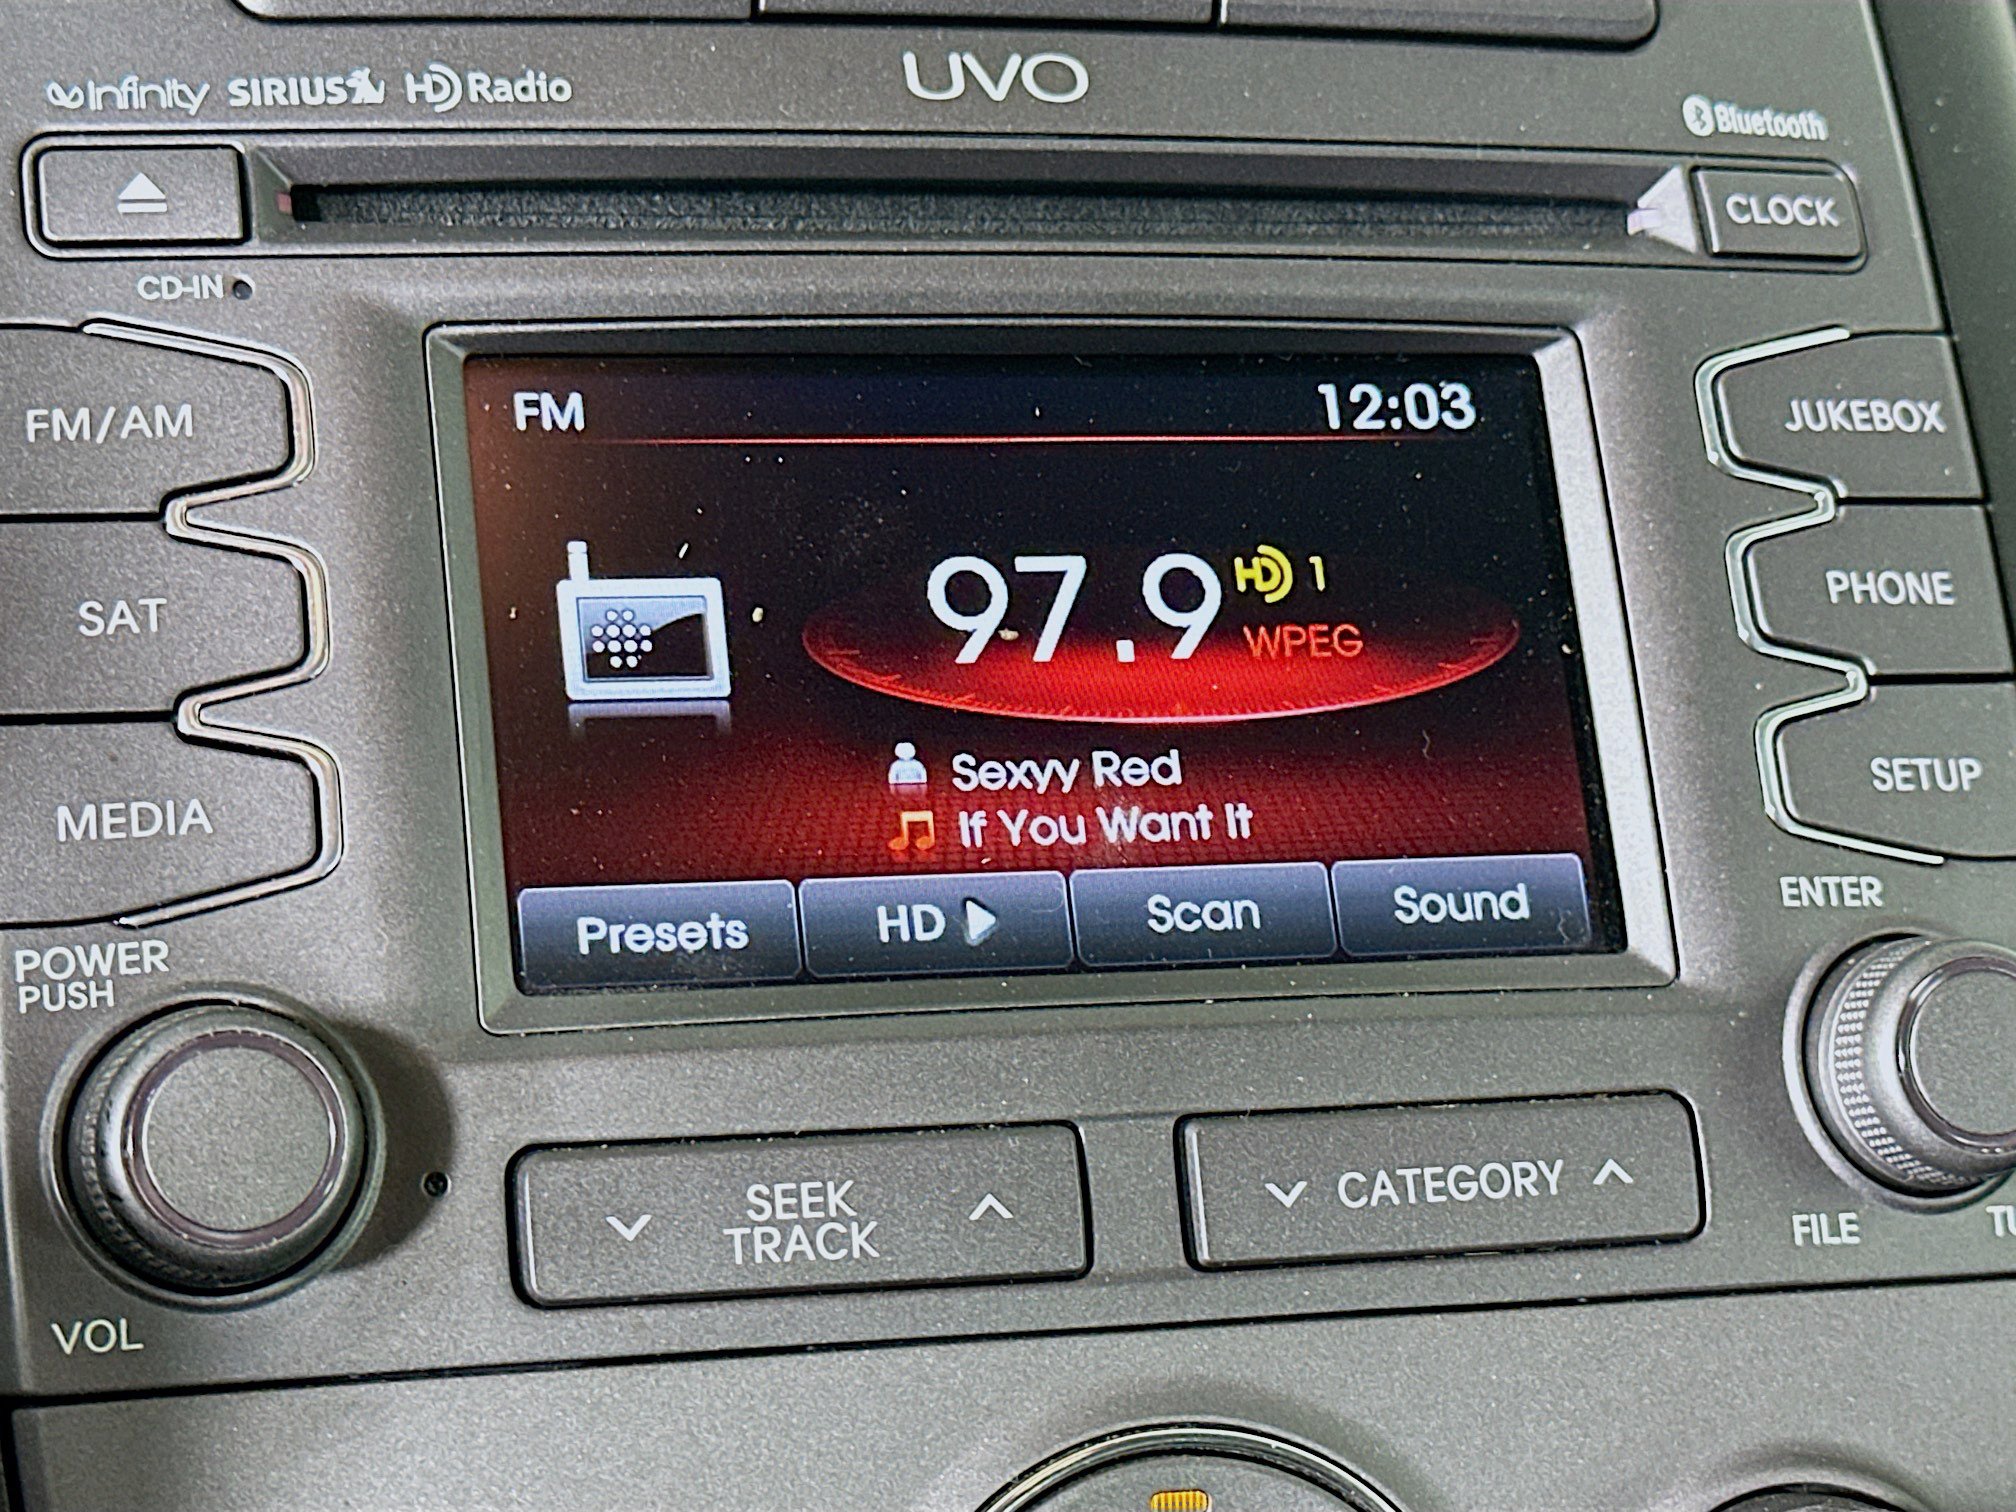 UVO
Infinity SIRIUS HD Radio
Bluetooth
CLOCK
CD-IN
FM/AM
SAT
MEDIA
POWER
PUSH
VOL
FM 12:03
97.9 HD 1
WPEG
Sexyy Red
If You Want It
Presets HD Scan Sound
JUKEBOX
PHONE
SETUP
ENTER
FILE
SEEK
TRACK
CATEGORY